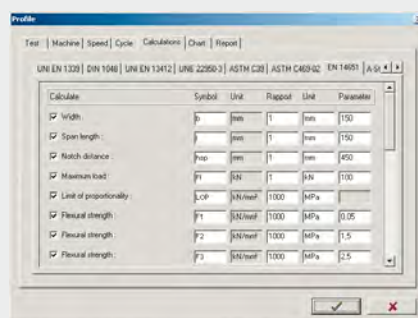 Profile
Test Machine Speed Cycle Calculations Chart Report
UNI EN 1339 DIN 1048 UNI EN 13412 UNE 22950-3 ASTM C39 ASTM C469-02 EN 14651
Calculate Symbol Unit Rapport Unit Parameter
Width : b mm 1 mm 150
Span length : l mm 1 mm 150
Notch distance : hsp mm 1 mm 450
Maximum load : Fl kN 1 kN 100
Limit of proportionality : LOP kN/mm² 1000 MPa
Flexural strength : F1 kN/mm² 1000 MPa 0.05
Flexural strength : F2 kN/mm² 1000 MPa 1.5
Flexural strength : F3 kN/mm² 1000 MPa 2.5